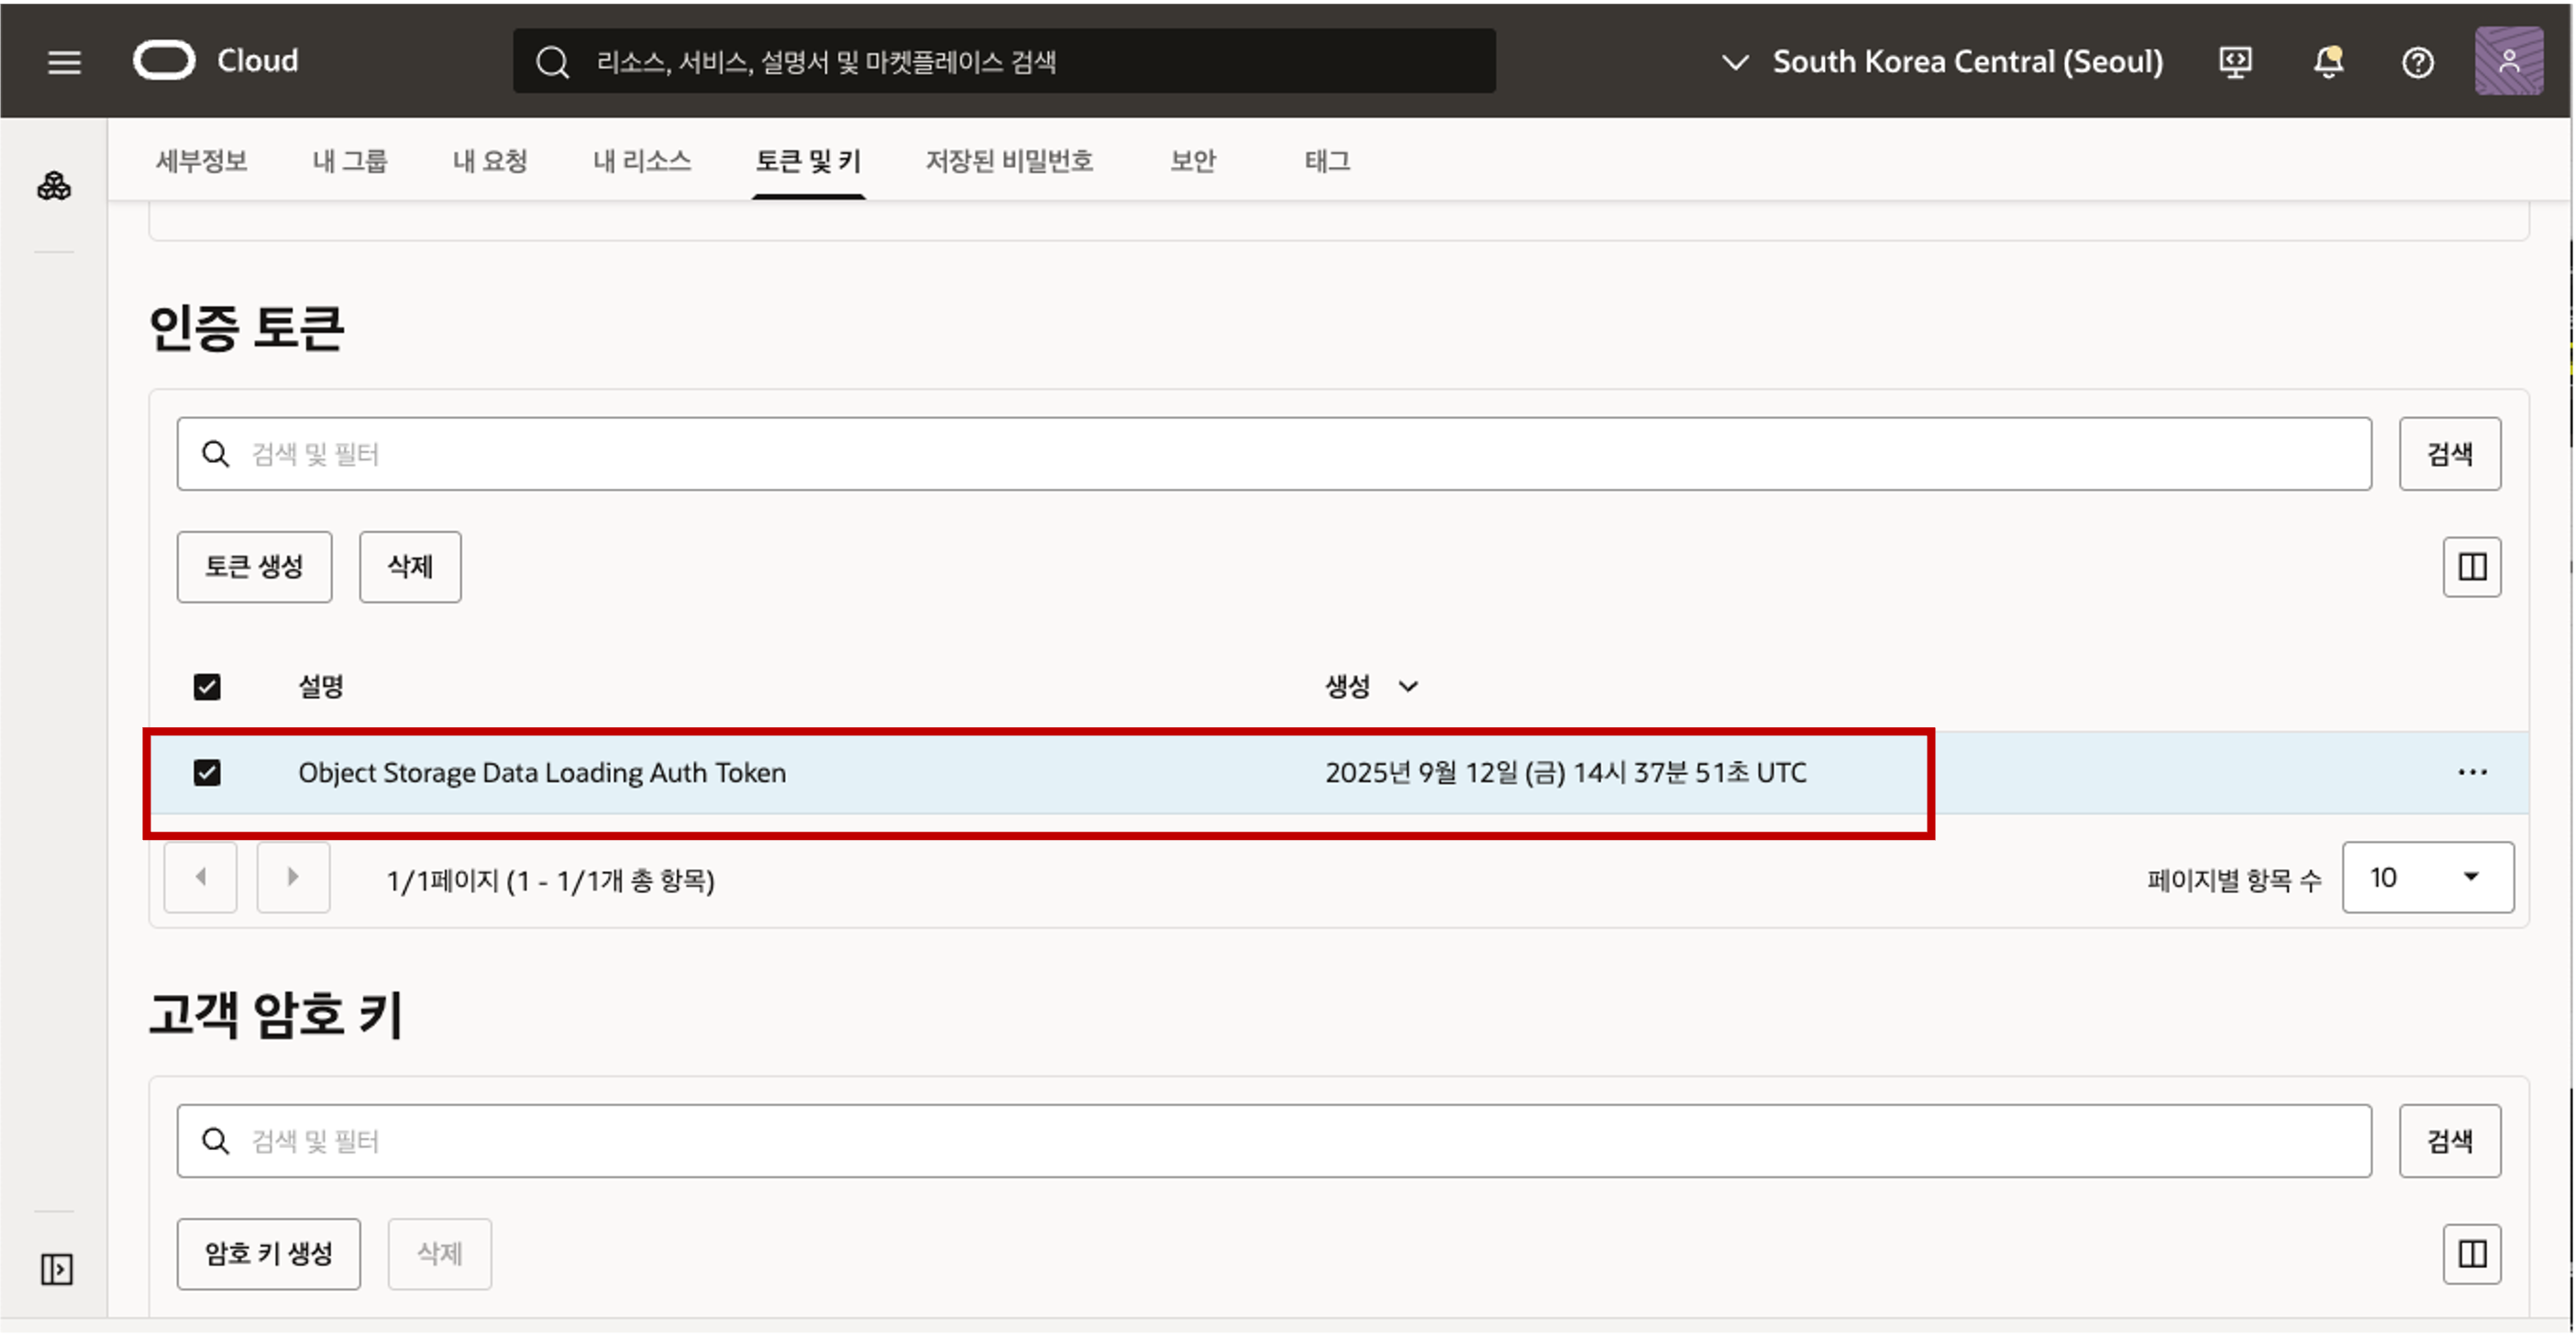 Cloud
리소스, 서비스, 설명서 및 마켓플레이스 검색
South Korea Central (Seoul)
세부정보 내 그룹 내 요청 내 리소스 토큰 및 키 저장된 비밀번호 보안 태그
인증 토큰
검색 및 필터
검색
토큰 생성 삭제
설명 생성
Object Storage Data Loading Auth Token 2025년 9월 12일 (금) 14시 37분 51초 UTC
1/1페이지 (1 - 1/1개 총 항목)
페이지별 항목 수 10
고객 암호 키
검색 및 필터
검색
암호 키 생성 삭제